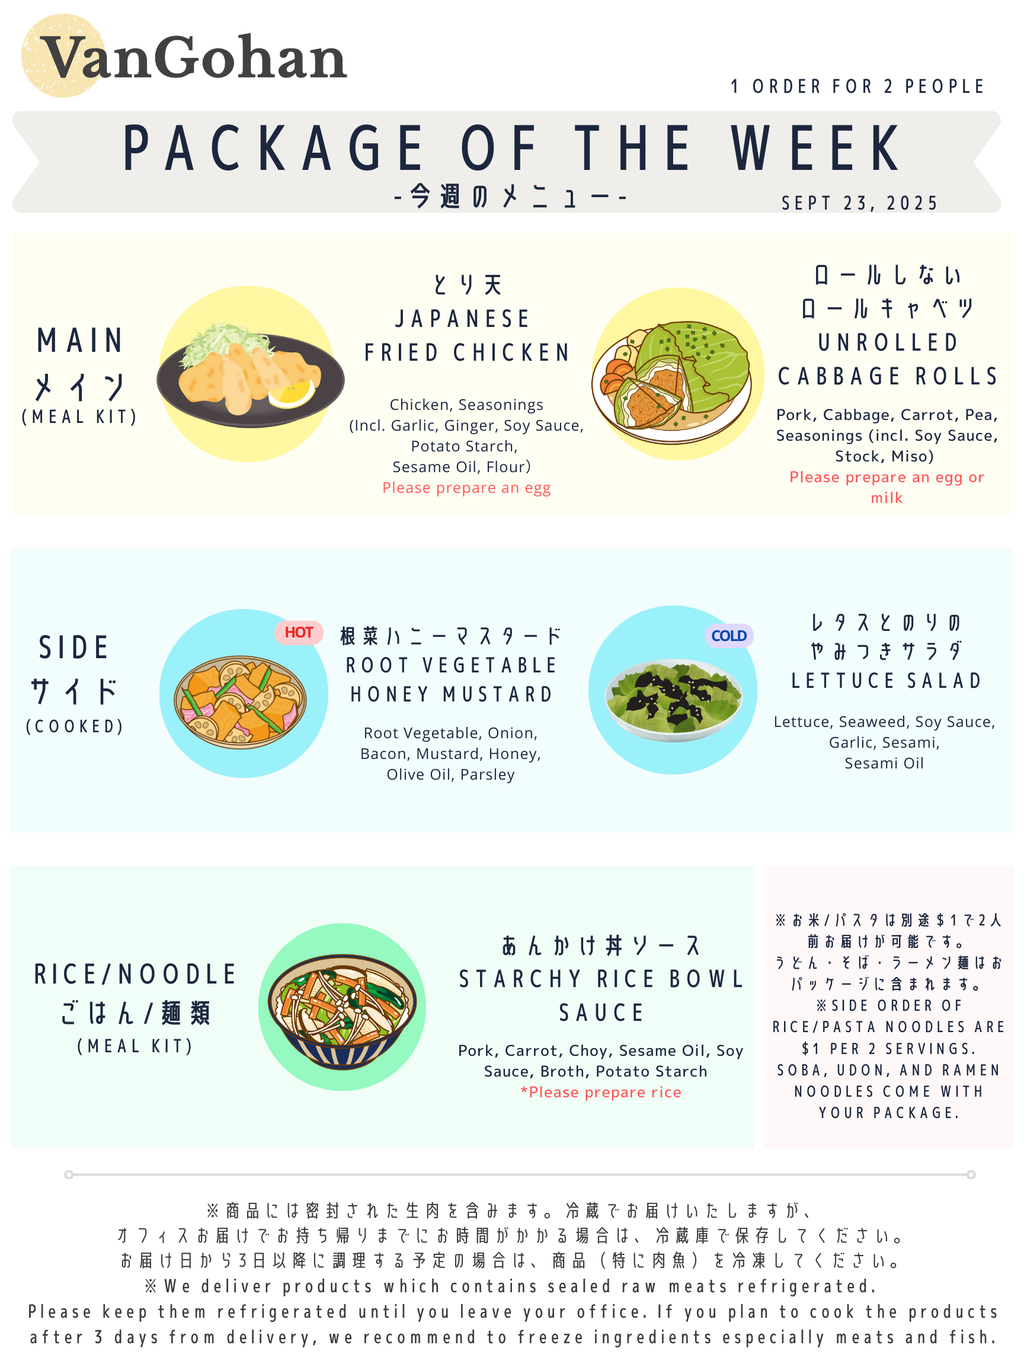 VanGohan
1 ORDER FOR 2 PEOPLE
PACKAGE OF THE WEEK
-今週のメニュー-
SEPT 23, 2025
MAIN
メイン
(MEAL KIT)
とり天
JAPANESE
FRIED CHICKEN
Chicken, Seasonings
(Incl. Garlic, Ginger, Soy Sauce,
Potato Starch,
Sesame Oil, Flour)
Please prepare an egg
ロールしない
ロールキャベツ
UNROLLED
CABBAGE ROLLS
Pork, Cabbage, Carrot, Pea,
Seasonings (incl. Soy Sauce,
Stock, Miso)
Please prepare an egg or
milk
SIDE
サイド
(COOKED)
HOT
根菜ハニーマスタード
ROOT VEGETABLE
HONEY MUSTARD
Root Vegetable, Onion,
Bacon, Mustard, Honey,
Olive Oil, Parsley
COLD
レタスとのりの
やみつきサラダ
LETTUCE SALAD
Lettuce, Seaweed, Soy Sauce,
Garlic, Sesami,
Sesami Oil
RICE/NOODLE
ごはん/麺類
(MEAL KIT)
あんかけ丼ソース
STARCHY RICE BOWL
SAUCE
Pork, Carrot, Choy, Sesame Oil, Soy
Sauce, Broth, Potato Starch
*Please prepare rice
※お米/パスタは別途$1で2人
前お届けが可能です。
うどん・そば・ラーメン麺はお
パッケージに含まれます。
※SIDE ORDER OF
RICE/PASTA NOODLES ARE
$1 PER 2 SERVINGS.
SOBA, UDON, AND RAMEN
NOODLES COME WITH
YOUR PACKAGE.
※商品には密封された生肉を含みます。冷蔵でお届けいたしますが、
オフィスお届けでお持ち帰りまでにお時間がかかる場合は、冷蔵庫で保存してください。
お届け日から3日以降に調理する予定の場合は、商品（特に肉魚）を冷凍してください。
※We deliver products which contains sealed raw meats refrigerated.
Please keep them refrigerated until you leave your office. If you plan to cook the products
after 3 days from delivery, we recommend to freeze ingredients especially meats and fish.